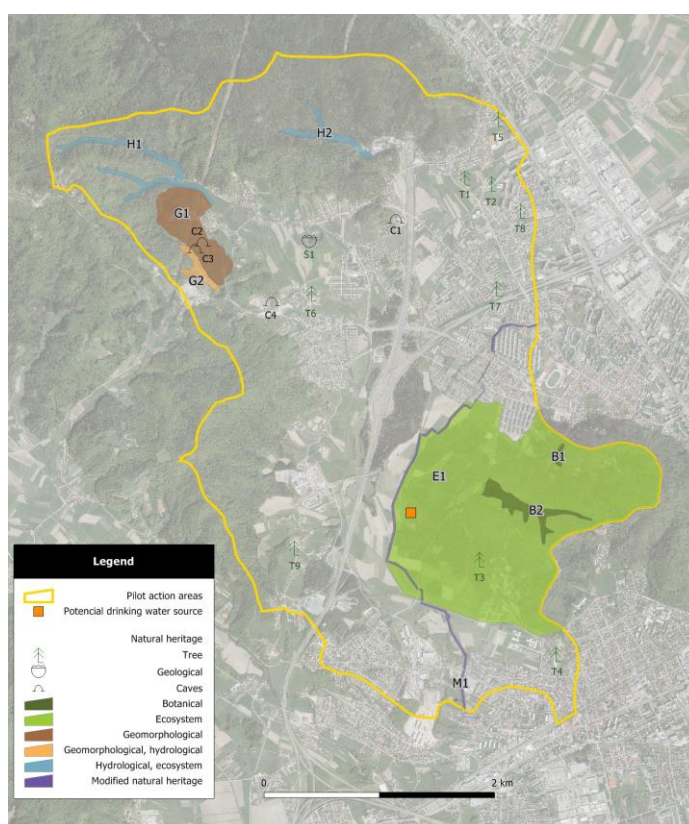 T5
H2
H1
T1
T2
T8
G1
C1
C2
S1
C3
G2
T7
C4
T6
B1
E1
B2
T9
T3
T4
M1
Legend
Pilot action areas
Potencial drinking water source
Natural heritage
Tree
Geological
Caves
Botanical
Ecosystem
Geomorphological
Geomorphological, hydrological
Hydrological, ecosystem
Modified natural heritage
0 2 km